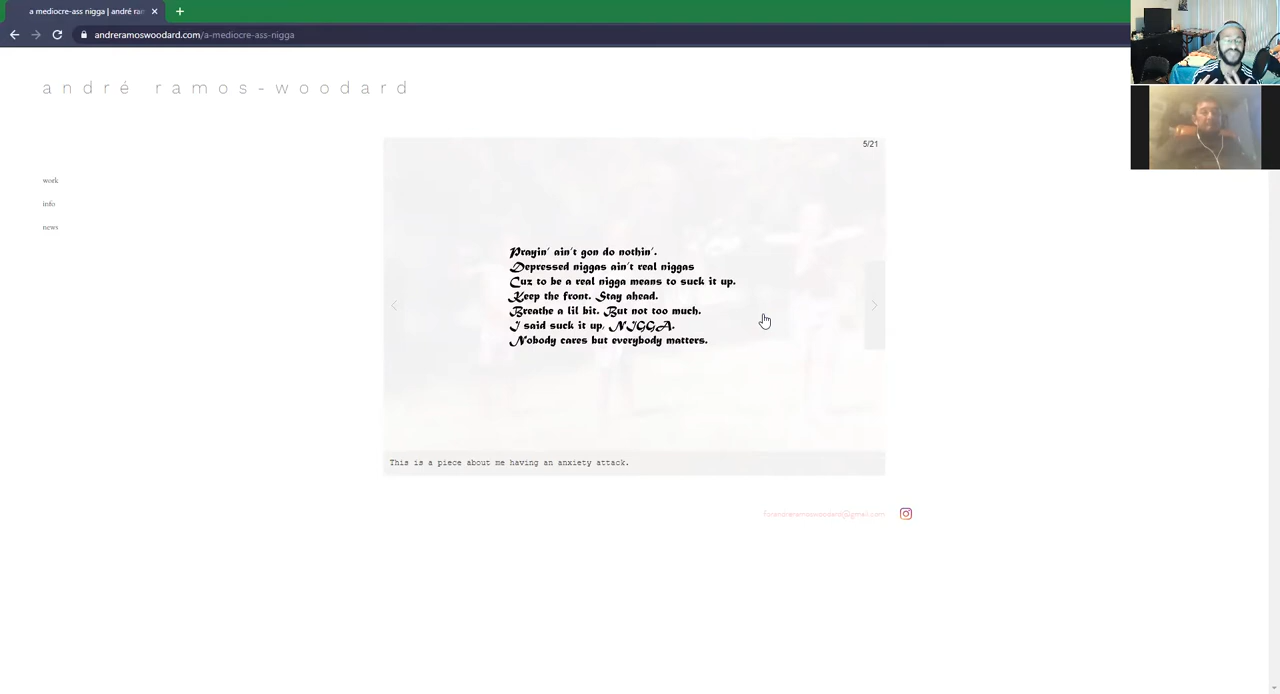 a mediocre-ass nigga | andré ram
andreramoswoodard.com/a-mediocre-ass-nigga
andré ramos-woodard
5/21
work
info
news
Prayin' ain't gon do nothin'.
Depressed niggas ain't real niggas
Cuz to be a real nigga means to suck it up.
Keep the front. Stay ahead.
Breathe a lil bit. But not too much.
I said suck it up, NIGGA.
Nobody cares but everybody matters.
This is a piece about me having an anxiety attack.